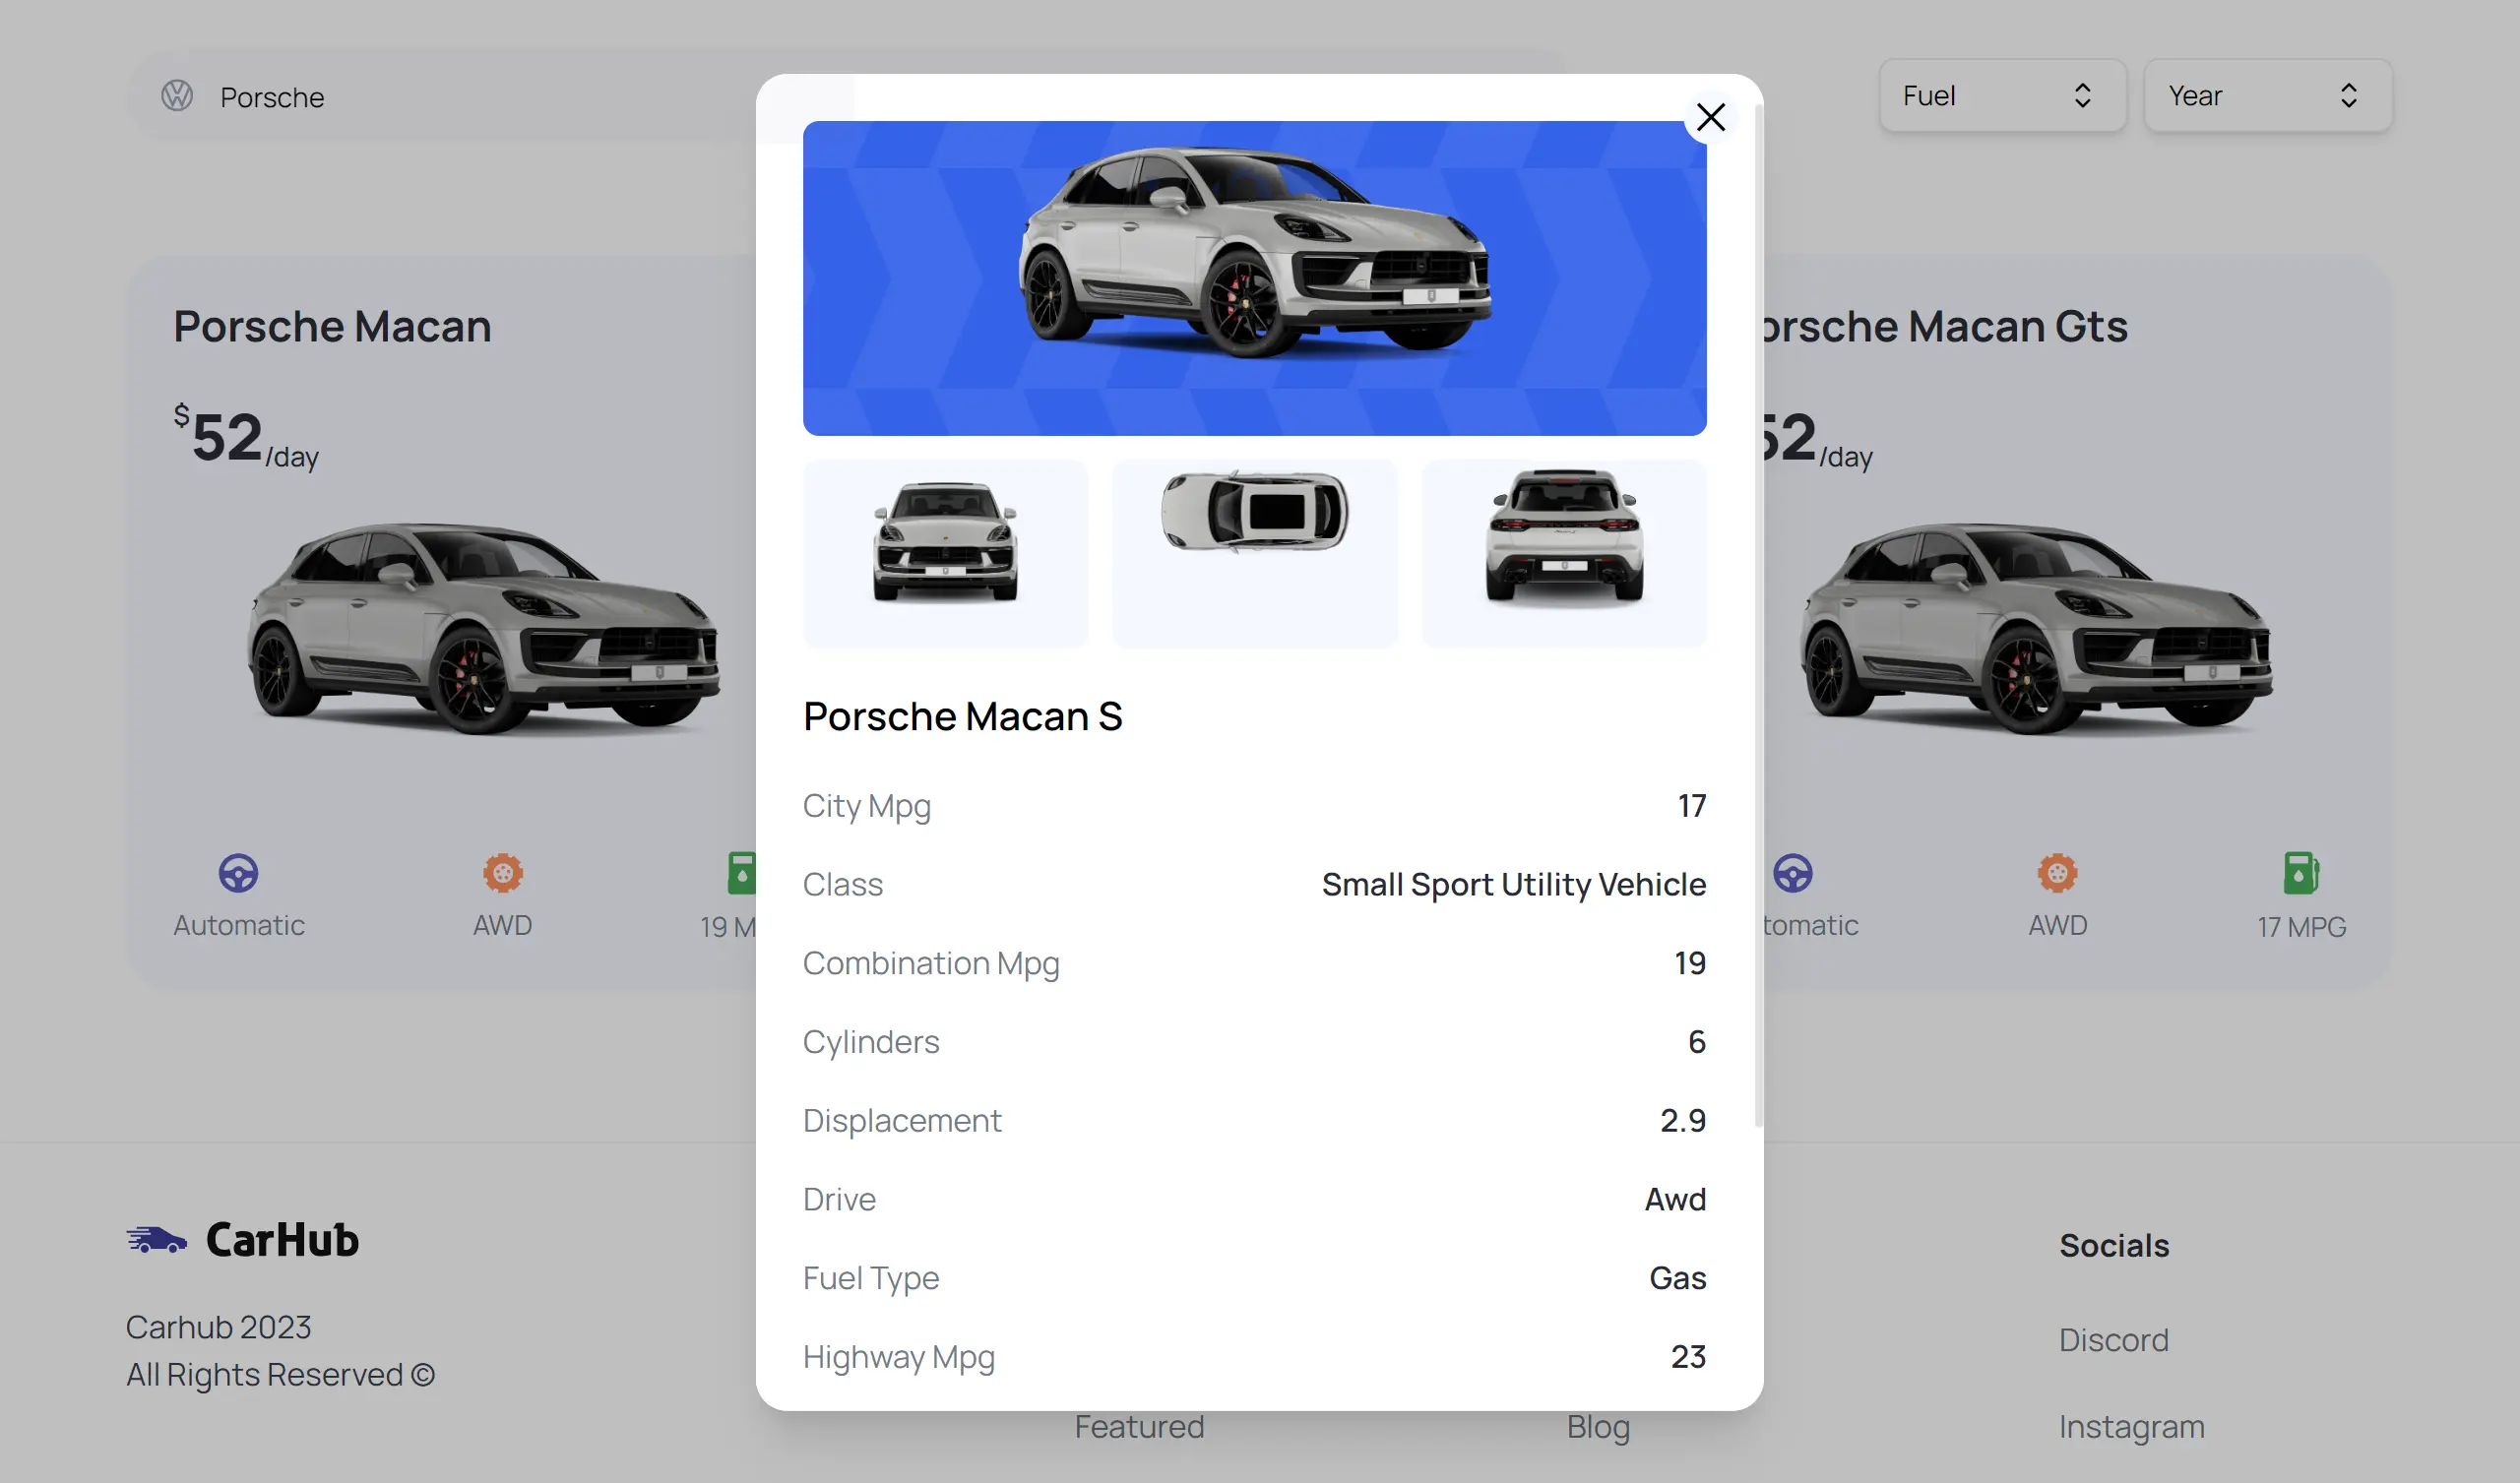 Porsche
Fuel
Year
Porsche Macan
$52/day
orsche Macan Gts
52/day
Porsche Macan S
City Mpg 17
Class Small Sport Utility Vehicle
Combination Mpg 19
Cylinders 6
Displacement 2.9
Drive Awd
Fuel Type Gas
Highway Mpg 23
Automatic
AWD
19 M
tomatic
AWD
17 MPG
CarHub
Carhub 2023
All Rights Reserved ©
Featured
Blog
Socials
Discord
Instagram